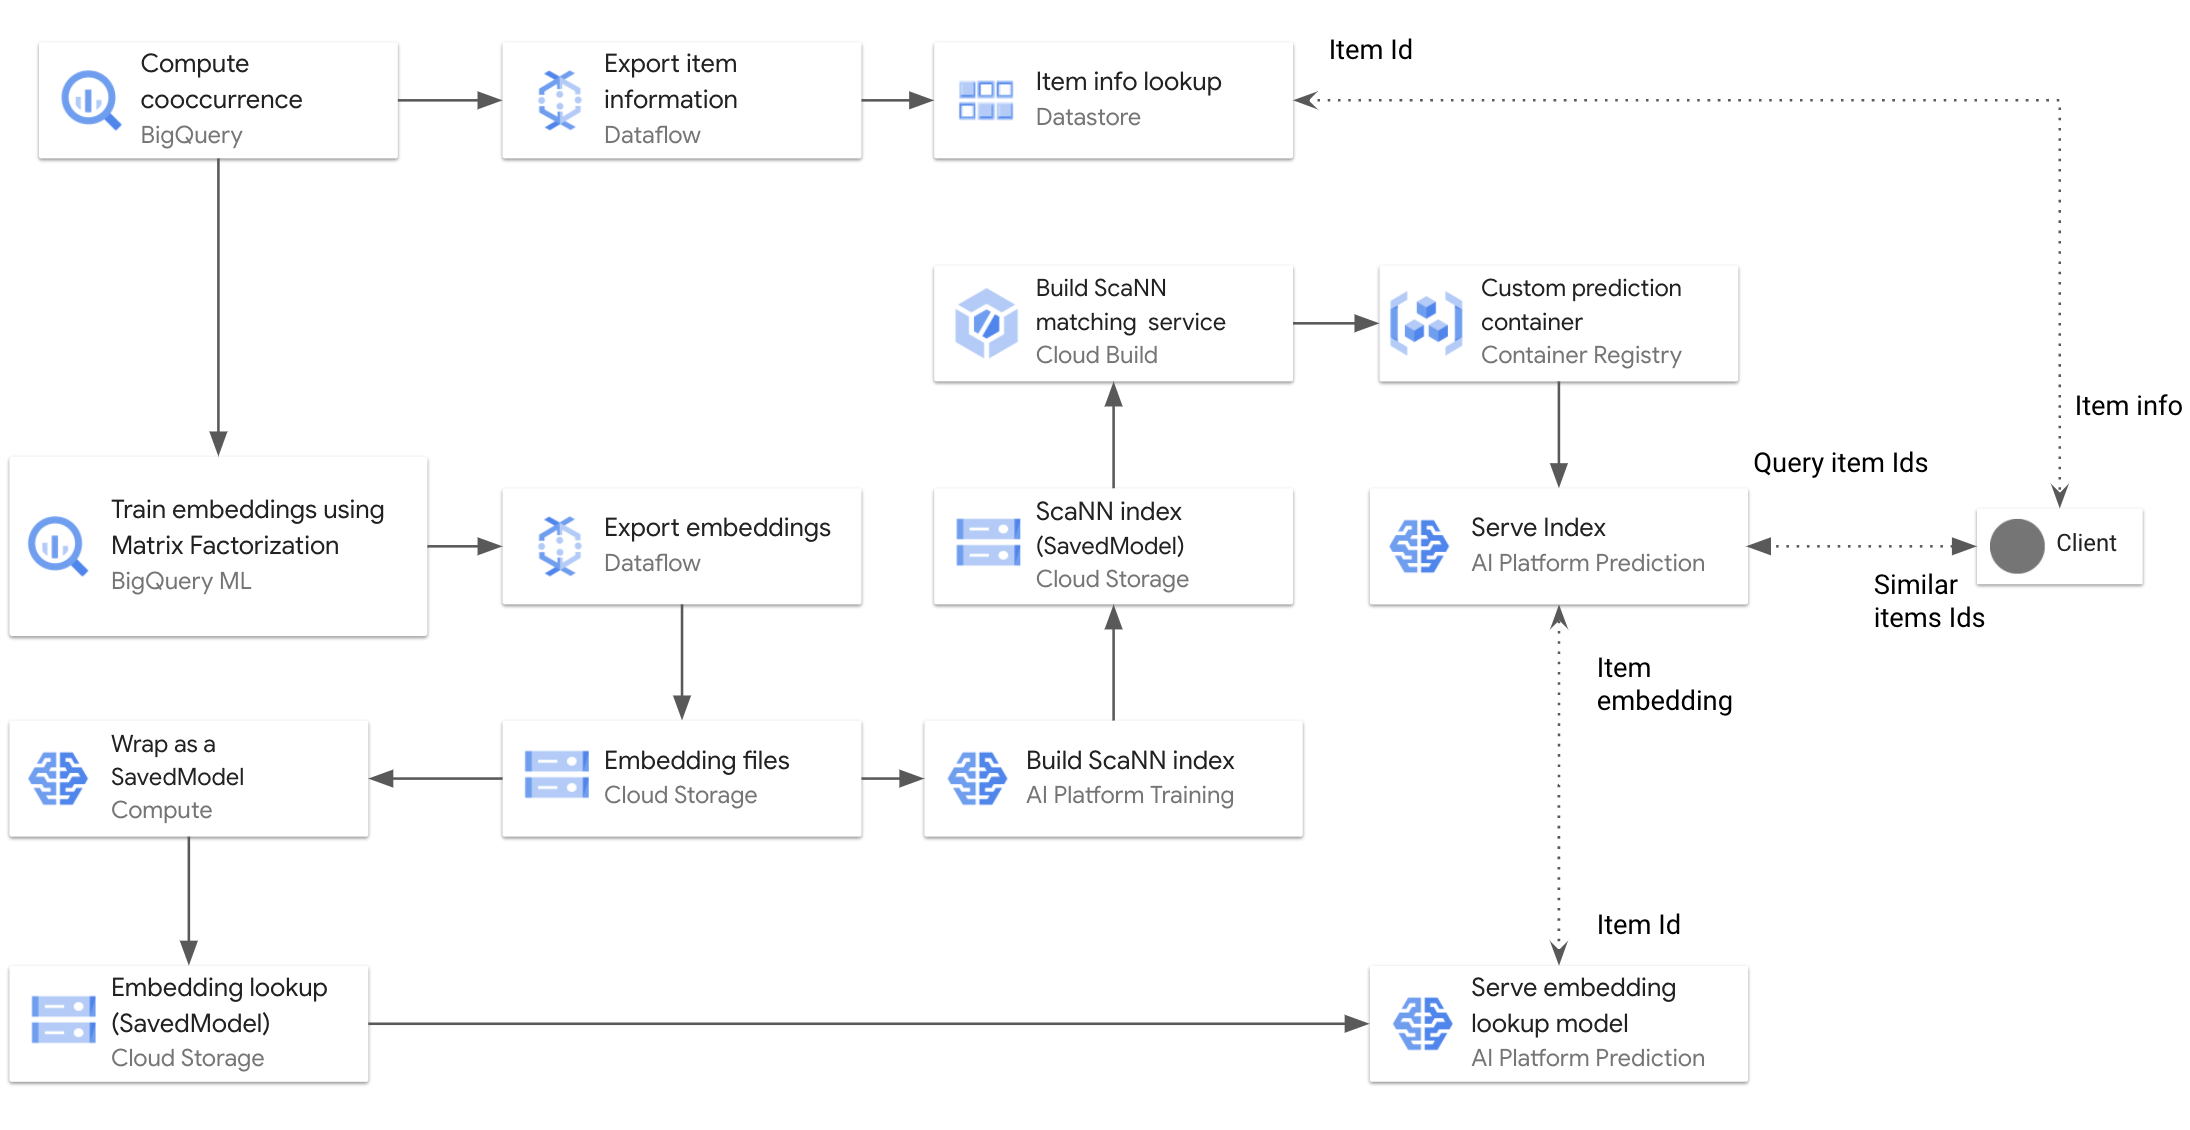 Compute
cooccurrence
BigQuery
Export item
information
Dataflow
Item info lookup
Datastore
Item Id
Build ScaNN
matching service
Cloud Build
Custom prediction
container
Container Registry
Item info
Query item Ids
Train embeddings using
Matrix Factorization
BigQuery ML
Export embeddings
Dataflow
ScaNN index
(SavedModel)
Cloud Storage
Serve Index
AI Platform Prediction
Client
Similar
items Ids
Item
embedding
Wrap as a
SavedModel
Compute
Embedding files
Cloud Storage
Build ScaNN index
AI Platform Training
Item Id
Embedding lookup
(SavedModel)
Cloud Storage
Serve embedding
lookup model
AI Platform Prediction